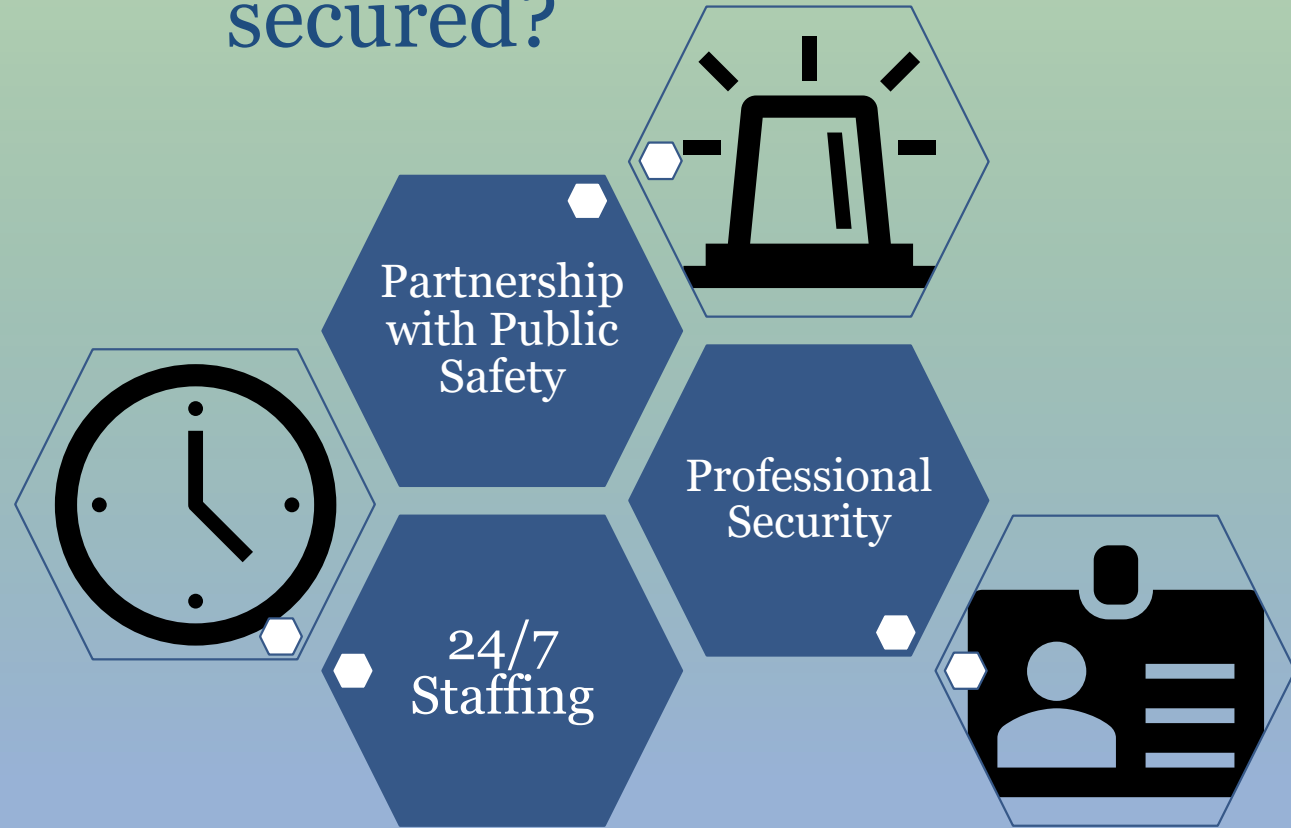 secured?
Partnership
with Public
Safety
Professional
Security
24/7
Staffing